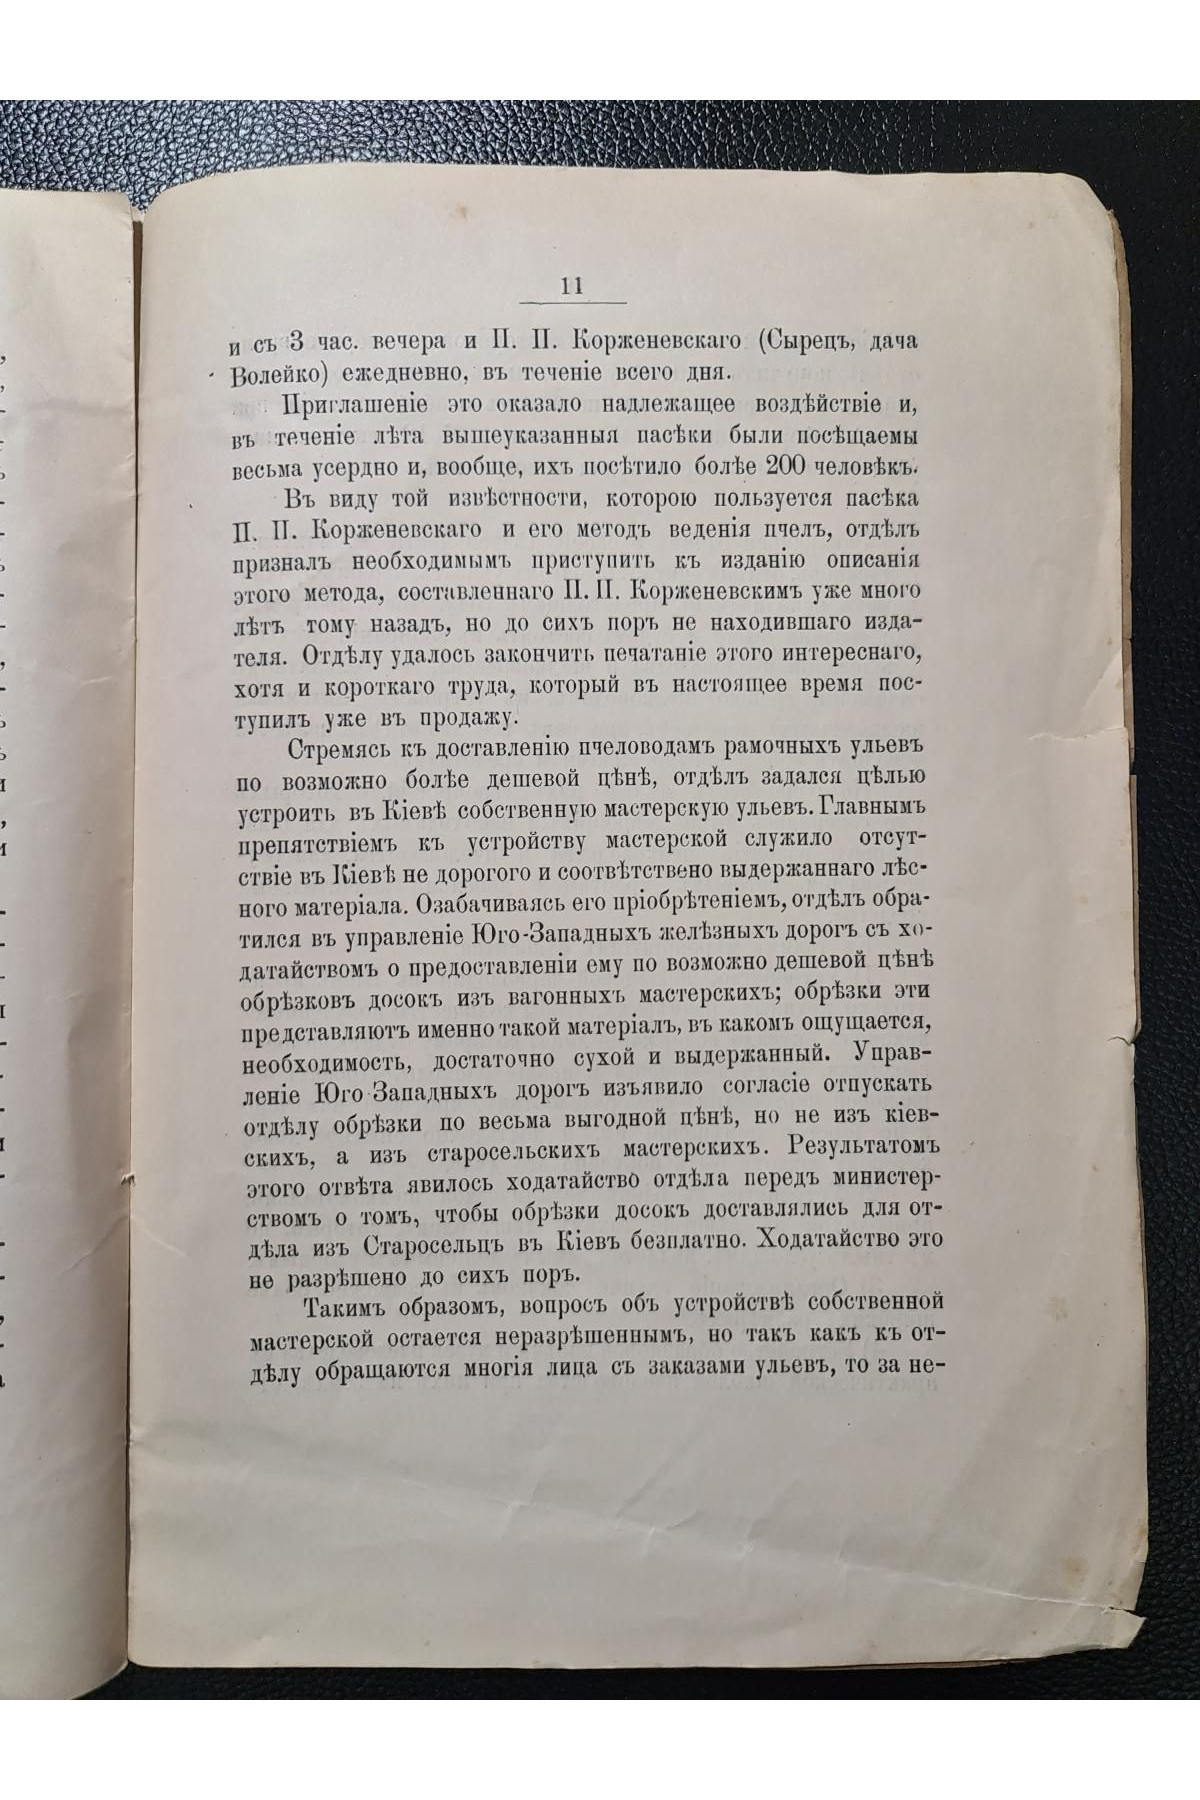 11
и съ 3 час. вечера и П. П. Корженевскаго (Сырецъ, дача
Волейко) ежедневно, въ теченіе всего дня.
Приглашеніе это оказало надлежащее воздѣйствіе и,
въ теченіе лѣта вышеуказанныя пасѣки были посѣщаемы
весьма усердно и, вообще, ихъ посѣтило болѣе 200 человѣкъ.
Въ виду той извѣстности, которою пользуется пасѣка
П. П. Корженевскаго и его методъ веденія пчелъ, отдѣлъ
призналъ необходимымъ приступить къ изданію описанія
этого метода, составленнаго П. П. Корженевскимъ уже много
лѣтъ тому назадъ, но до сихъ поръ не находившаго изда-
теля. Отдѣлу удалось закончить печатаніе этого интереснаго,
хотя и короткаго труда, который въ настоящее время пос-
тупилъ уже въ продажу.
Стремясь къ доставленію пчеловодамъ рамочныхъ ульевъ
по возможно болѣе дешевой цѣнѣ, отдѣлъ задался цѣлью
устроить въ Кіевѣ собственную мастерскую ульевъ. Главнымъ
препятствіемъ къ устройству мастерской служило отсут-
ствіе въ Кіевѣ не дорогого и соотвѣтствено выдержаннаго лѣс-
ного матеріала. Озабачиваясь его пріобрѣтеніемъ, отдѣлъ обра-
тился въ управленіе Юго-Западныхъ желѣзныхъ дорогъ съ хо-
датайствомъ о предоставленіи ему по возможно дешевой цѣнѣ
обрѣзковъ досокъ изъ вагонныхъ мастерскихъ; обрѣзки эти
представляютъ именно такой матеріалъ, въ какомъ ощущается,
необходимость, достаточно сухой и выдержанный. Управ-
леніе Юго-Западныхъ дорогъ изъявило согласіе отпускать
отдѣлу обрѣзки по весьма выгодной цѣнѣ, но не изъ кіев-
скихъ, а изъ старосельскихъ мастерскихъ. Результатомъ
этого отвѣта явилось ходатайство отдѣла передъ министер-
ствомъ о томъ, чтобы обрѣзки досокъ доставлялись для от-
дѣла изъ Старосельцъ въ Кіевъ безплатно. Ходатайство это
не разрѣшено до сихъ поръ.
Такимъ образомъ, вопросъ объ устройствѣ собственной
мастерской остается неразрѣшеннымъ, но такъ какъ къ от-
дѣлу обращаются многія лица съ заказами ульевъ, то за не-